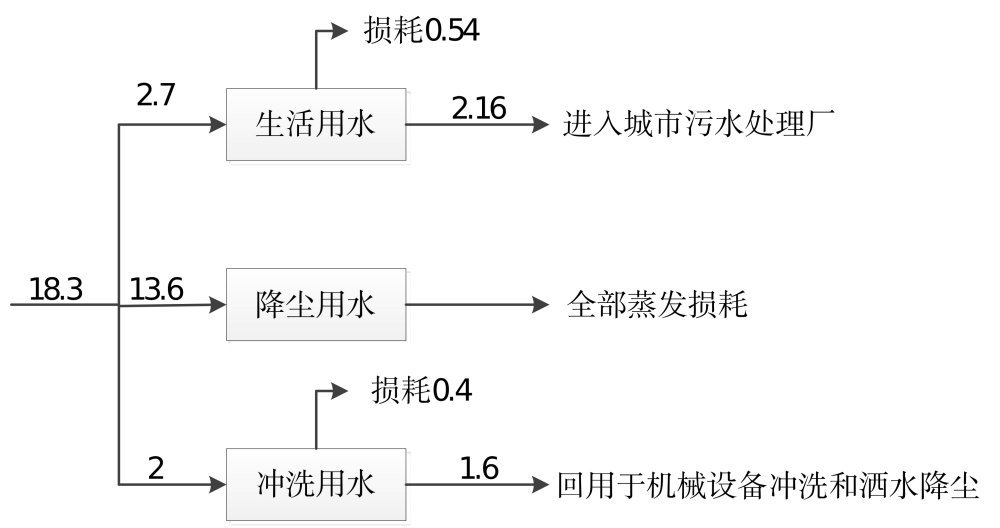 损耗0.54
2.7
生活用水
2.16
进入城市污水处理厂
18.3
13.6
降尘用水
全部蒸发损耗
损耗0.4
2
冲洗用水
1.6
回用于机械设备冲洗和洒水降尘